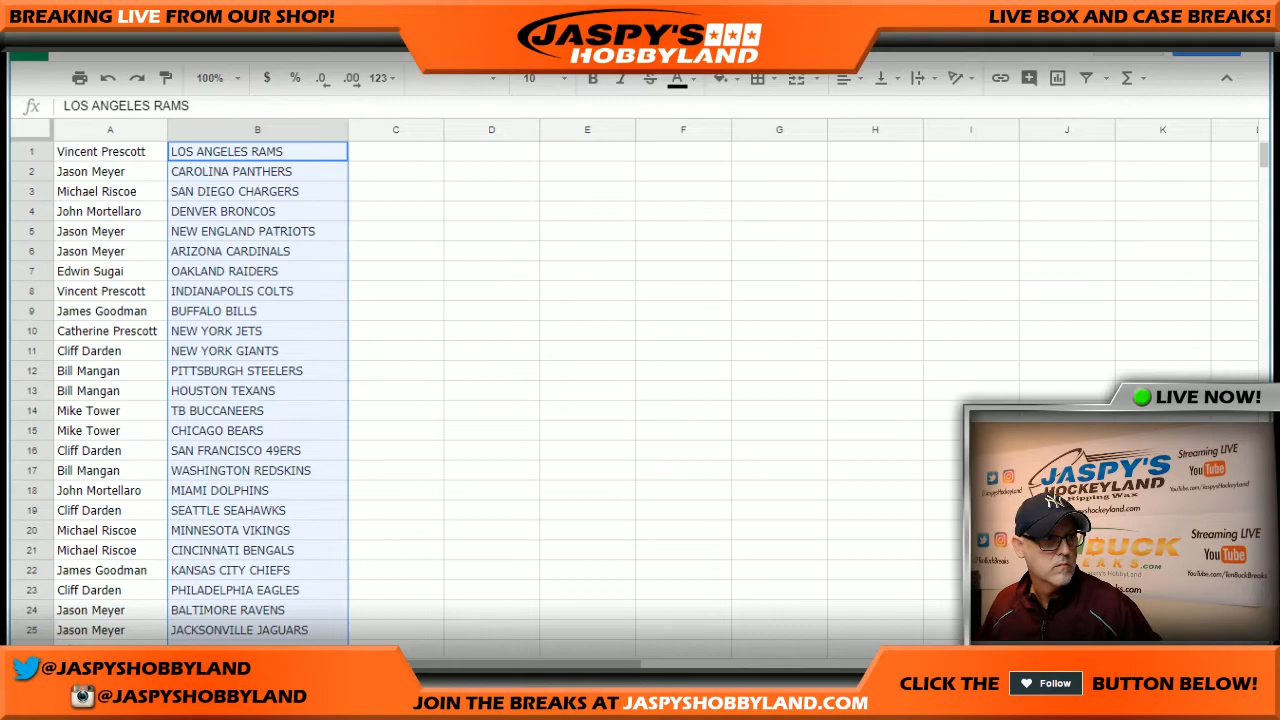 BREAKING LIVE FROM OUR SHOP!
JASPY'S
HOBBYLAND
LIVE BOX AND CASE BREAKS!
100% $ % .0 .00 123 10 B I S A Σ
fx LOS ANGELES RAMS
A B C D E F G H I J K
1 Vincent Prescott LOS ANGELES RAMS
2 Jason Meyer CAROLINA PANTHERS
3 Michael Riscoe SAN DIEGO CHARGERS
4 John Mortellaro DENVER BRONCOS
5 Jason Meyer NEW ENGLAND PATRIOTS
6 Jason Meyer ARIZONA CARDINALS
7 Edwin Sugai OAKLAND RAIDERS
8 Vincent Prescott INDIANAPOLIS COLTS
9 James Goodman BUFFALO BILLS
10 Catherine Prescott NEW YORK JETS
11 Cliff Darden NEW YORK GIANTS
12 Bill Mangan PITTSBURGH STEELERS
13 Bill Mangan HOUSTON TEXANS
14 Mike Tower TB BUCCANEERS
15 Mike Tower CHICAGO BEARS
16 Cliff Darden SAN FRANCISCO 49ERS
17 Bill Mangan WASHINGTON REDSKINS
18 John Mortellaro MIAMI DOLPHINS
19 Cliff Darden SEATTLE SEAHAWKS
20 Michael Riscoe MINNESOTA VIKINGS
21 Michael Riscoe CINCINNATI BENGALS
22 James Goodman KANSAS CITY CHIEFS
23 Cliff Darden PHILADELPHIA EAGLES
24 Jason Meyer BALTIMORE RAVENS
25 Jason Meyer JACKSONVILLE JAGUARS
LIVE NOW!
JASPY'S
HOCKEYLAND
Ripping Wax
Streaming LIVE
YouTube
YouTube.com/JaspysHockeyland
BUCK
Streaming LIVE
YouTube
YouTube.com/TenBuckBreaks
@JASPYSHOBBYLAND
@JASPYSHOBBYLAND
JOIN THE BREAKS AT JASPYSHOBBYLAND.COM
CLICK THE Follow BUTTON BELOW!